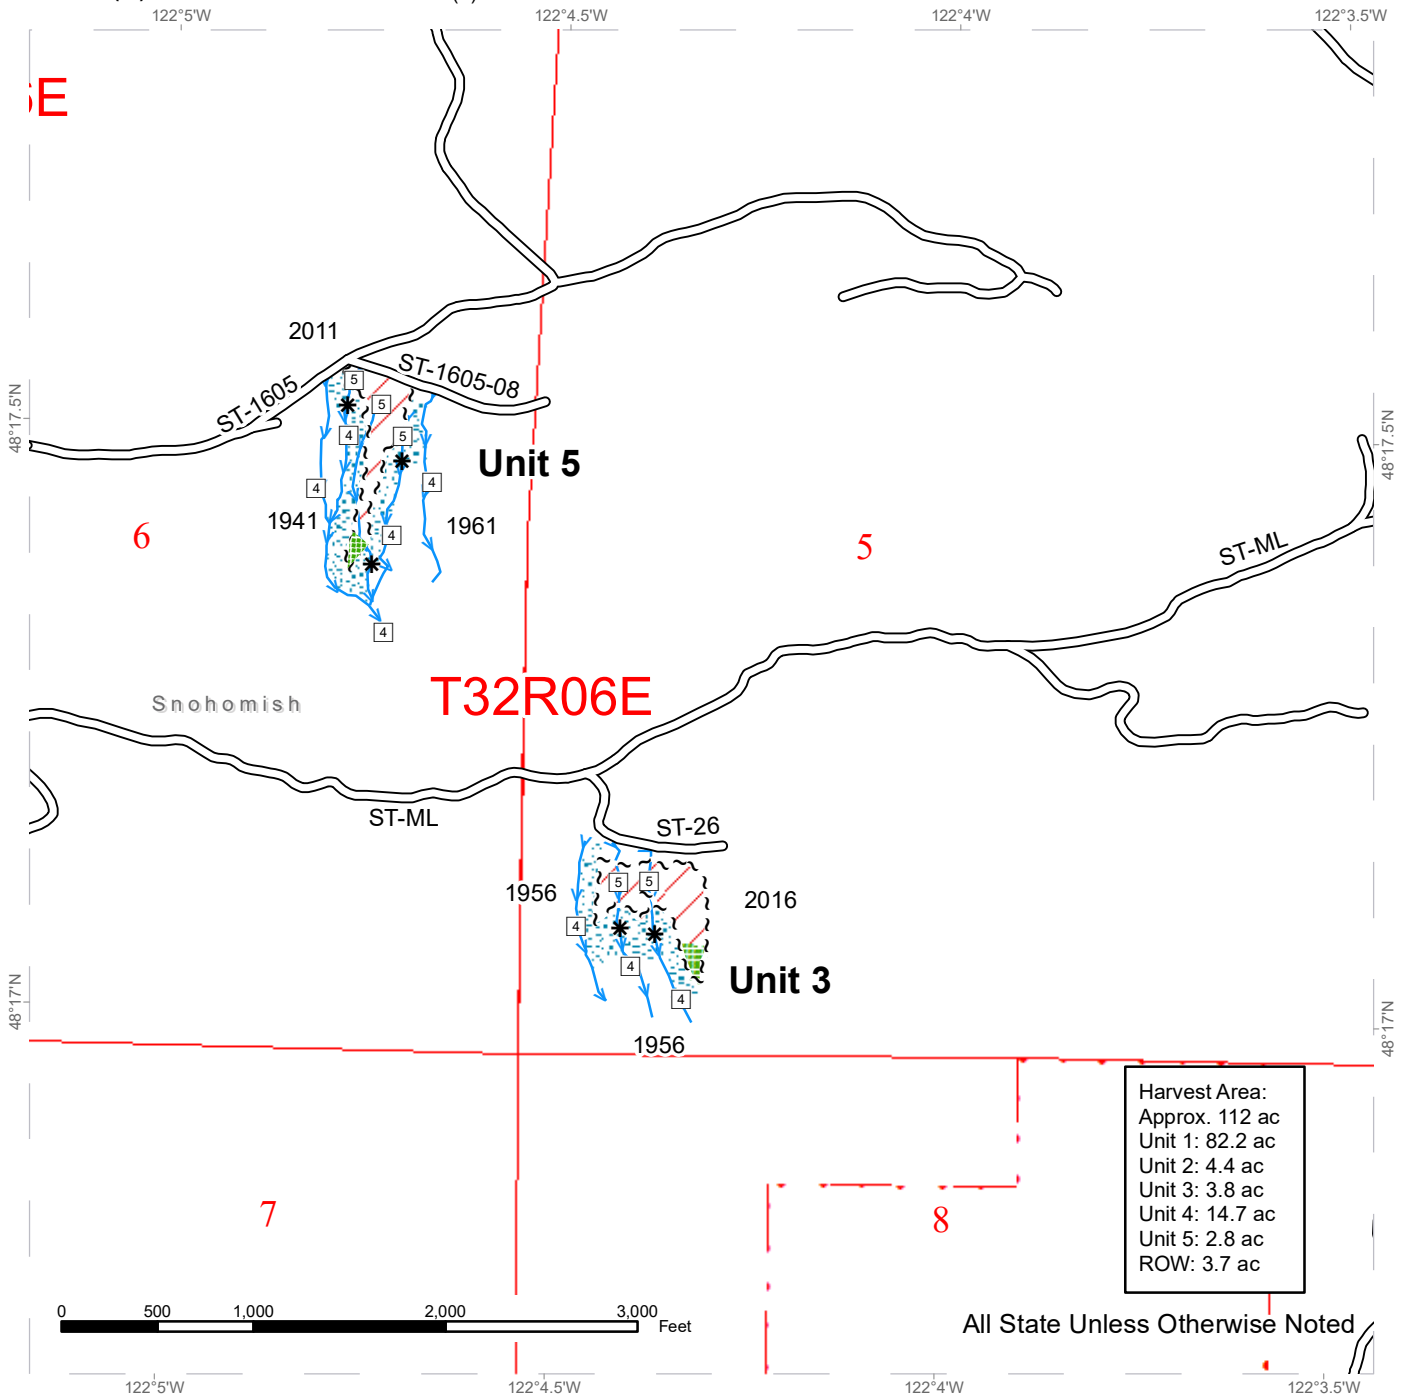 122°5'W
122°4.5'W
122°4'W
122°3.5'W
E
2011
ST-1605-08
ST-1605
48°17.5'N
48°17.5'N
5
5
4
5
Unit 5
4
4
1941
1961
4
6
5
ST-ML
4
T32R06E
Snohomish
ST-ML
ST-26
5
5
1956
2016
4
4
Unit 3
4
48°17'N
48°17'N
1956
Harvest Area:
Approx. 112 ac
Unit 1: 82.2 ac
Unit 2: 4.4 ac
Unit 3: 3.8 ac
Unit 4: 14.7 ac
Unit 5: 2.8 ac
ROW: 3.7 ac
7
8
0 500 1,000 2,000 3,000
Feet
All State Unless Otherwise Noted
122°5'W
122°4.5'W
122°4'W
122°3.5'W